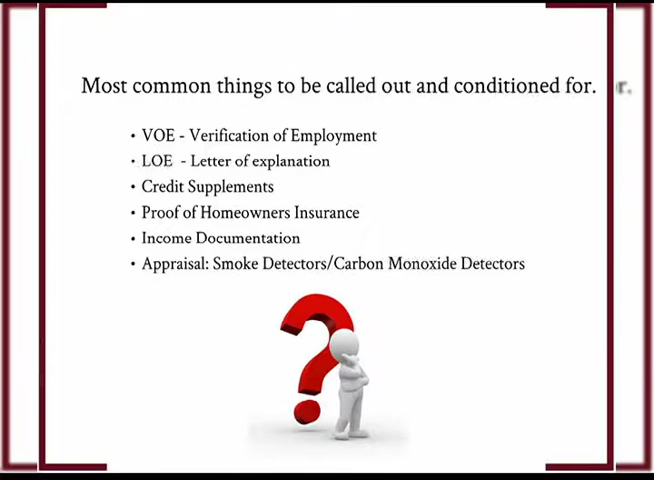 Most common things to be called out and conditioned for.
• VOE - Verification of Employment
• LOE - Letter of explanation
• Credit Supplements
• Proof of Homeowners Insurance
• Income Documentation
• Appraisal: Smoke Detectors/Carbon Monoxide Detectors